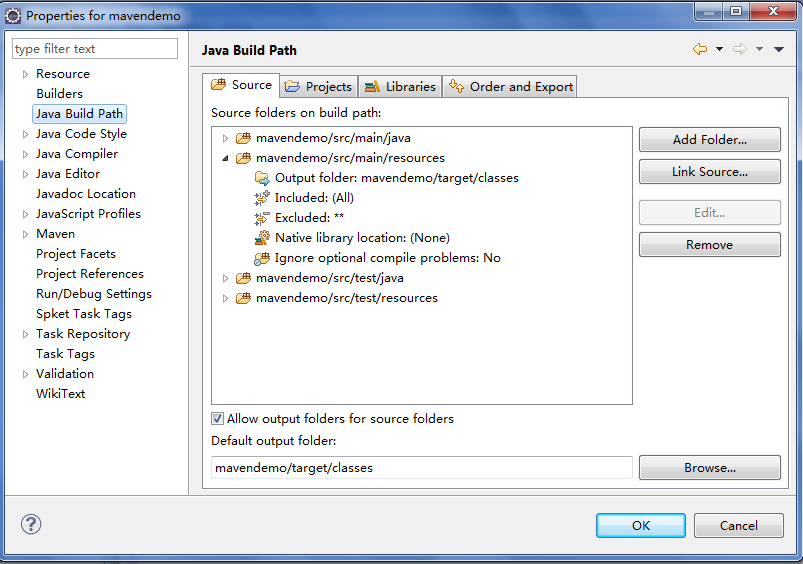 Properties for mavendemo
type filter text
Resource
Builders
Java Build Path
Java Code Style
Java Compiler
Java Editor
Javadoc Location
JavaScript Profiles
Maven
Project Facets
Project References
Run/Debug Settings
Spket Task Tags
Task Repository
Task Tags
Validation
WikiText
Java Build Path
Source Projects Libraries Order and Export
Source folders on build path:
mavendemo/src/main/java
mavendemo/src/main/resources
Output folder: mavendemo/target/classes
Included: (All)
Excluded: **
Native library location: (None)
Ignore optional compile problems: No
mavendemo/src/test/java
mavendemo/src/test/resources
Add Folder...
Link Source...
Edit...
Remove
Allow output folders for source folders
Default output folder:
mavendemo/target/classes
Browse...
OK Cancel